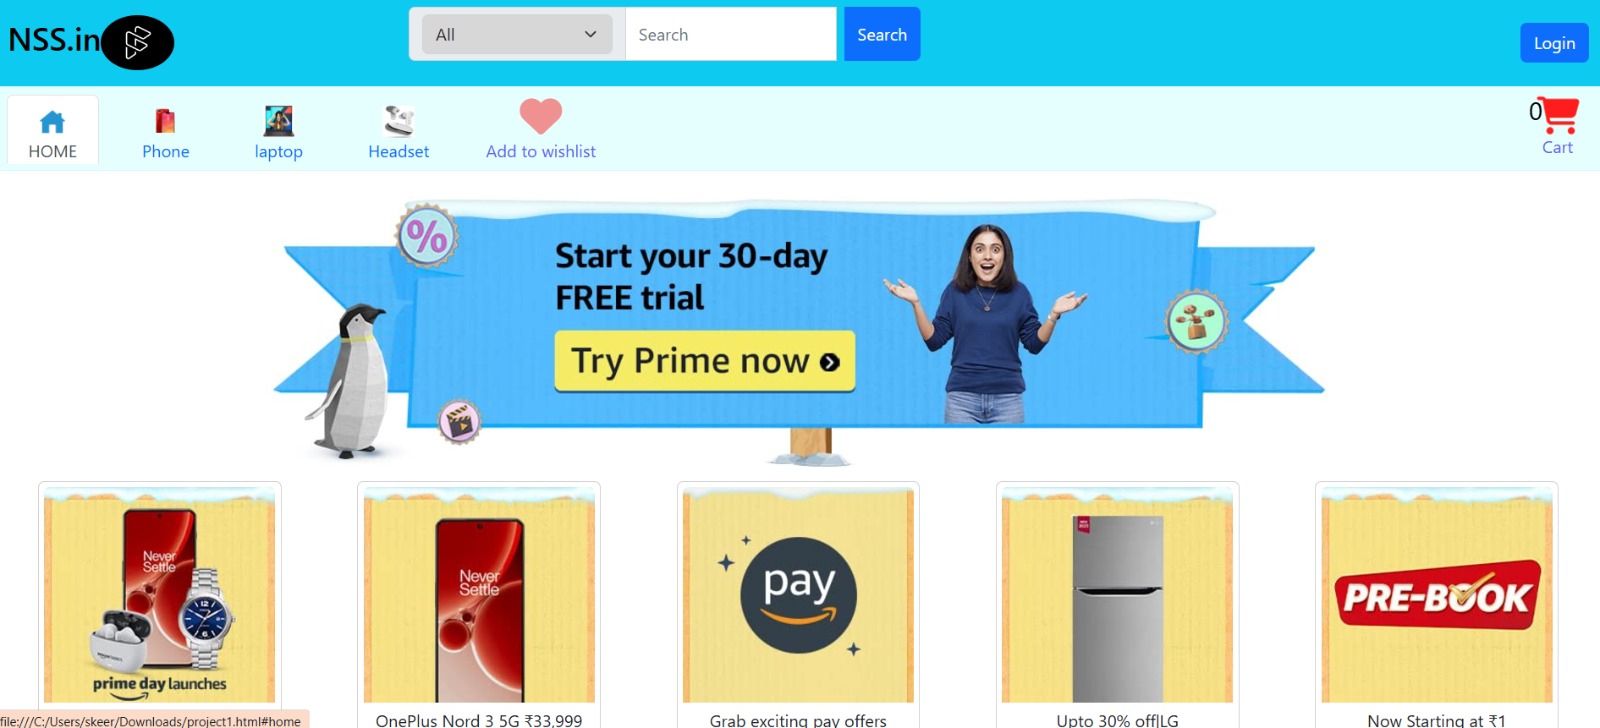 NSS.in
All
Search
Search
Login
HOME
Phone
laptop
Headset
Add to wishlist
0
Cart
%
Start your 30-day
FREE trial
Try Prime now
Never
Settle
prime day launches
Never
Settle
pay
PRE-BOOK
OnePlus Nord 3 5G ₹33,999
Grab exciting pay offers
Upto 30% off|LG
Now Starting at ₹1
file:///C:/Users/skeer/Downloads/project1.html#home